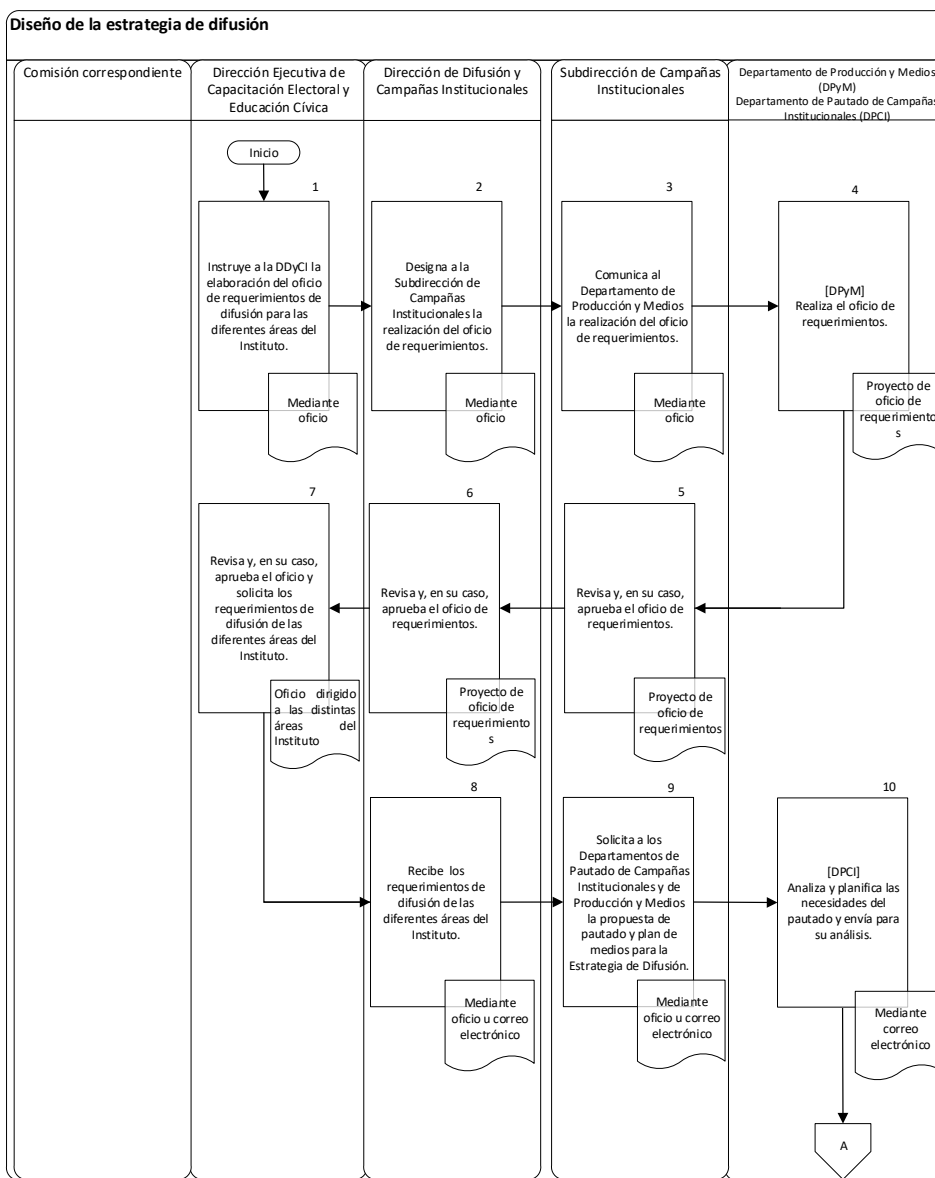 Diseño de la estrategia de difusión
Comisión correspondiente
Dirección Ejecutiva de
Capacitación Electoral y
Educación Cívica
Dirección de Difusión y
Campañas Institucionales
Subdirección de Campañas
Institucionales
Departamento de Producción y Medios
(DPyM)
Departamento de Pautado de Campañas
Institucionales (DPCI)
Inicio
1
Instruye a la DDyCI la
elaboración del oficio
de requerimientos de
difusión para las
diferentes áreas del
Instituto.
Mediante
oficio
2
Designa a la
Subdirección de
Campañas
Institucionales la
realización del oficio
de requerimientos.
Mediante
oficio
3
Comunica al
Departamento de
Producción y Medios
la realización del oficio
de requerimientos.
Mediante
oficio
4
[DPyM]
Realiza el oficio de
requerimientos.
Proyecto de
oficio de
requerimiento
s
5
Revisa y, en su caso,
aprueba el oficio de
requerimientos.
Proyecto de
oficio de
requerimientos
6
Revisa y, en su caso,
aprueba el oficio de
requerimientos.
Proyecto de
oficio de
requerimiento
s
7
Revisa y, en su caso,
aprueba el oficio y
solicita los
requerimientos de
difusión de las
diferentes áreas del
Instituto.
Oficio dirigido
a las distintas
áreas del
Instituto
8
Recibe los
requerimientos de
difusión de las
diferentes áreas del
Instituto.
Mediante
oficio u correo
electrónico
9
Solicita a los
Departamentos de
Pautado de Campañas
Institucionales y de
Producción y Medios
la propuesta de
pautado y plan de
medios para la
Estrategia de Difusión.
Mediante
oficio u correo
electrónico
10
[DPCI]
Analiza y planifica las
necesidades del
pautado y envía para
su análisis.
Mediante
correo
electrónico
A